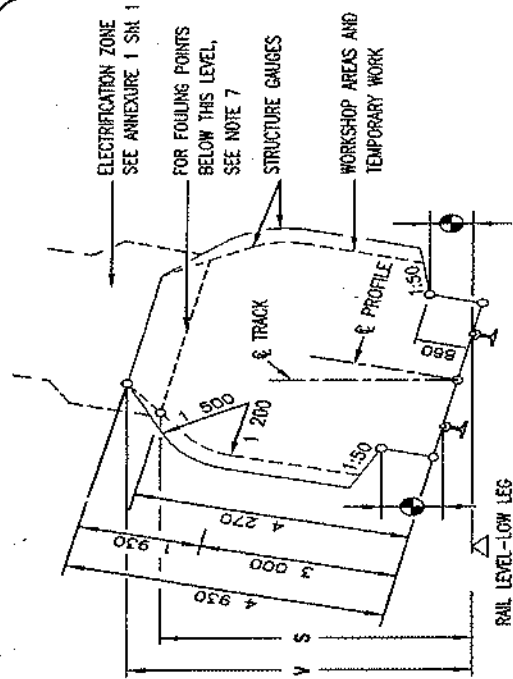 ELECTRIFICATION ZONE
SEE ANNEXURE 1 Sht 1
FOR FOULING POINTS
BELOW THIS LEVEL,
SEE NOTE 7
STRUCTURE GAUGES
WORKSHOP AREAS AND
TEMPORARY WORK
℄ TRACK
℄ PROFILE
1 500
1 200
1:50
1:50
860
4 270
1 930
3 000
4 930
S
V
RAIL LEVEL-LOW LEG